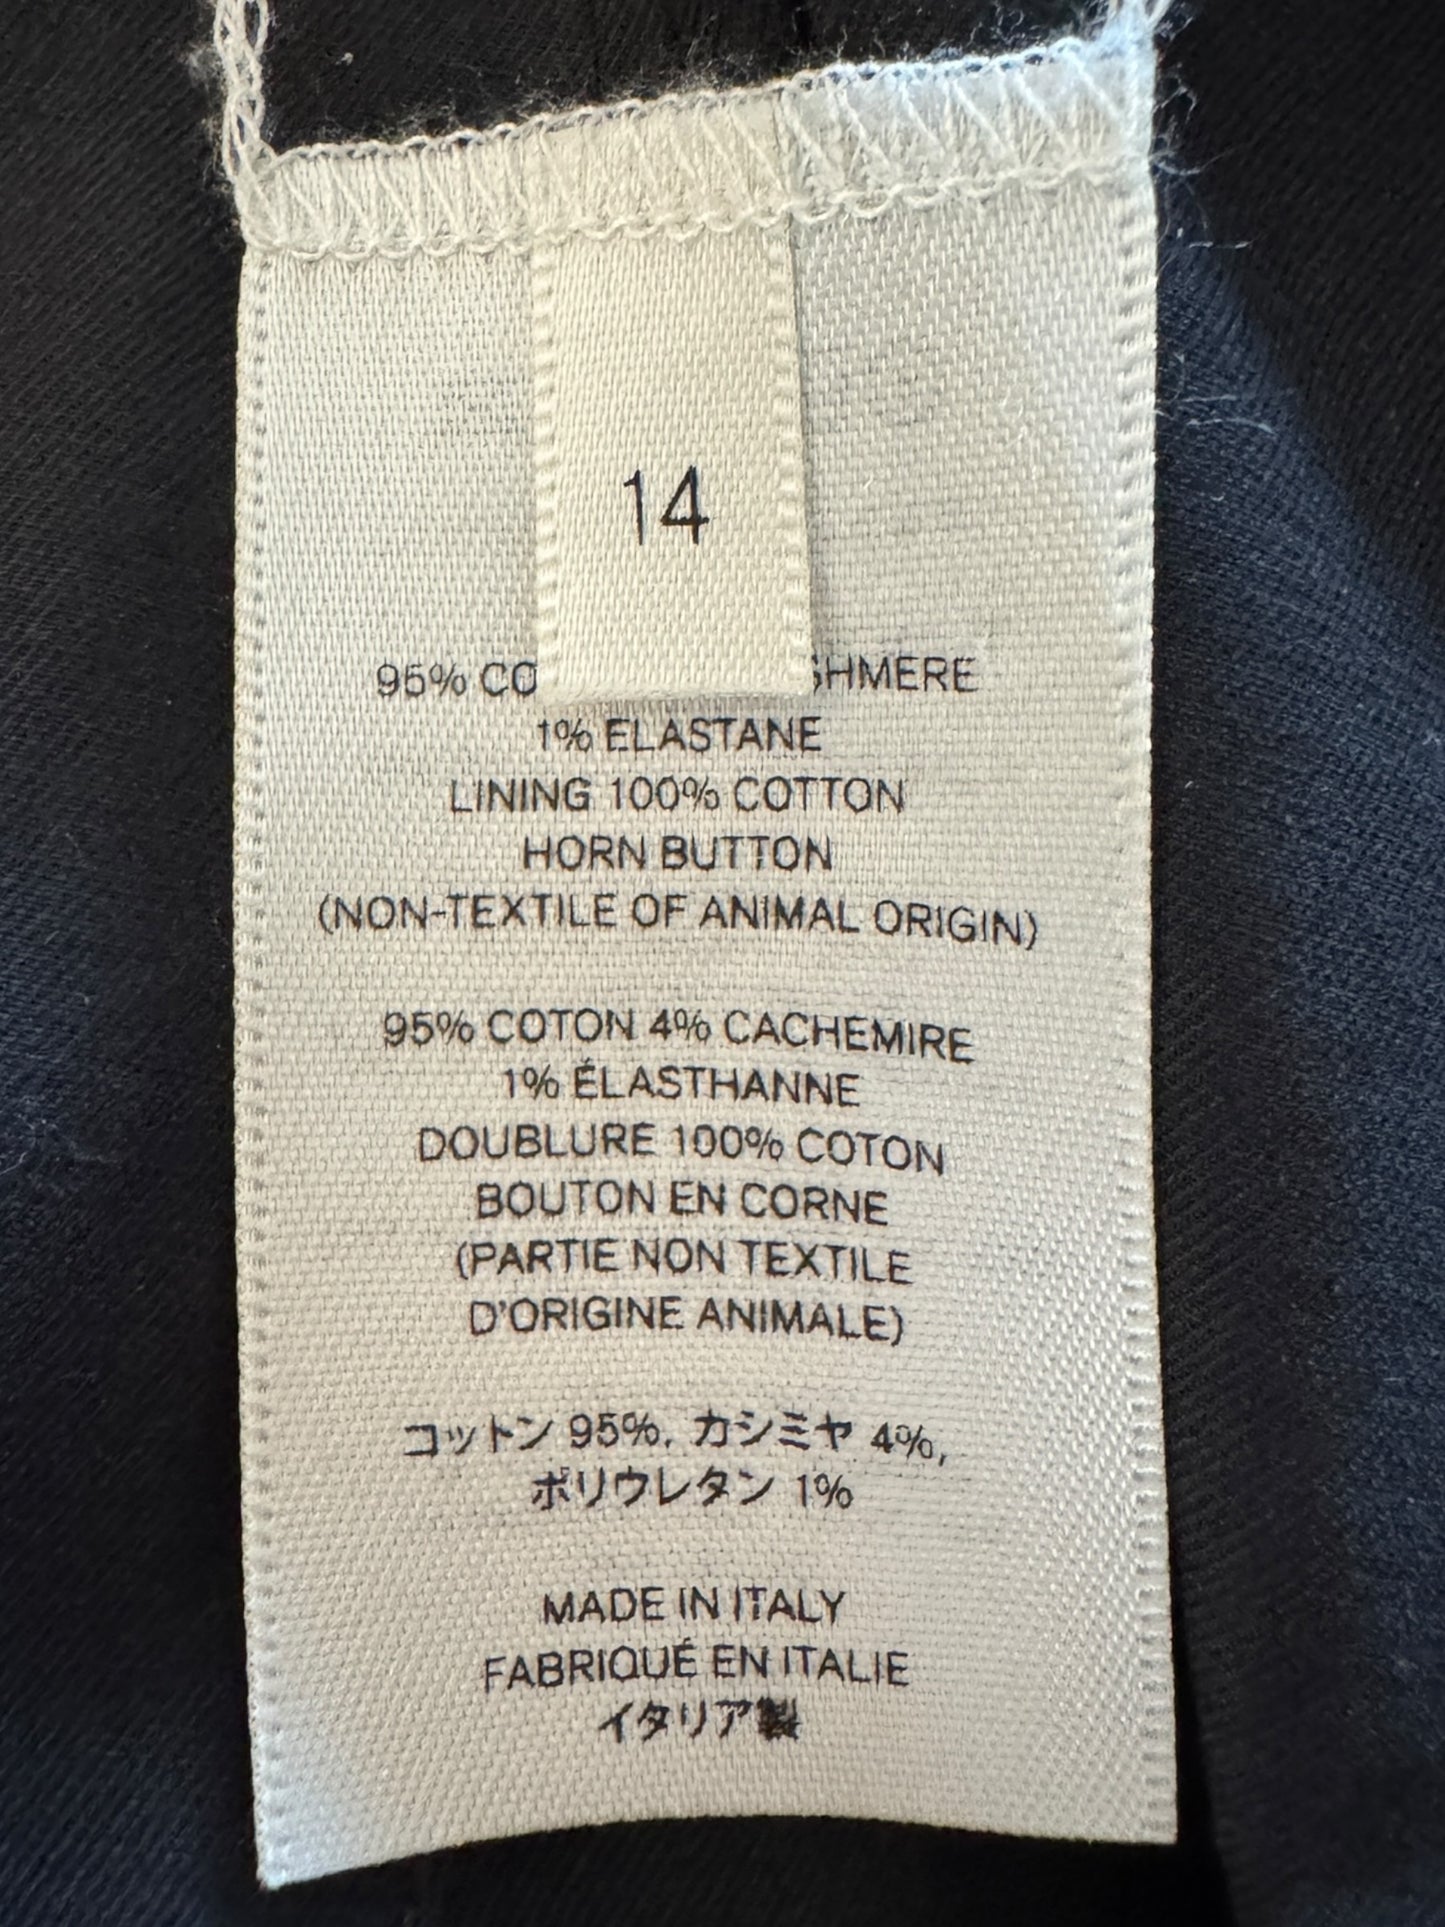 14
95% CO SHMERE
1% ELASTANE
LINING 100% COTTON
HORN BUTTON
(NON-TEXTILE OF ANIMAL ORIGIN)
95% COTON 4% CACHEMIRE
1% ÉLASTHANNE
DOUBLURE 100% COTON
BOUTON EN CORNE
(PARTIE NON TEXTILE
D'ORIGINE ANIMALE)
コットン 95%, カシミヤ 4%,
ポリウレタン 1%
MADE IN ITALY
FABRIQUÉ EN ITALIE
イタリア製